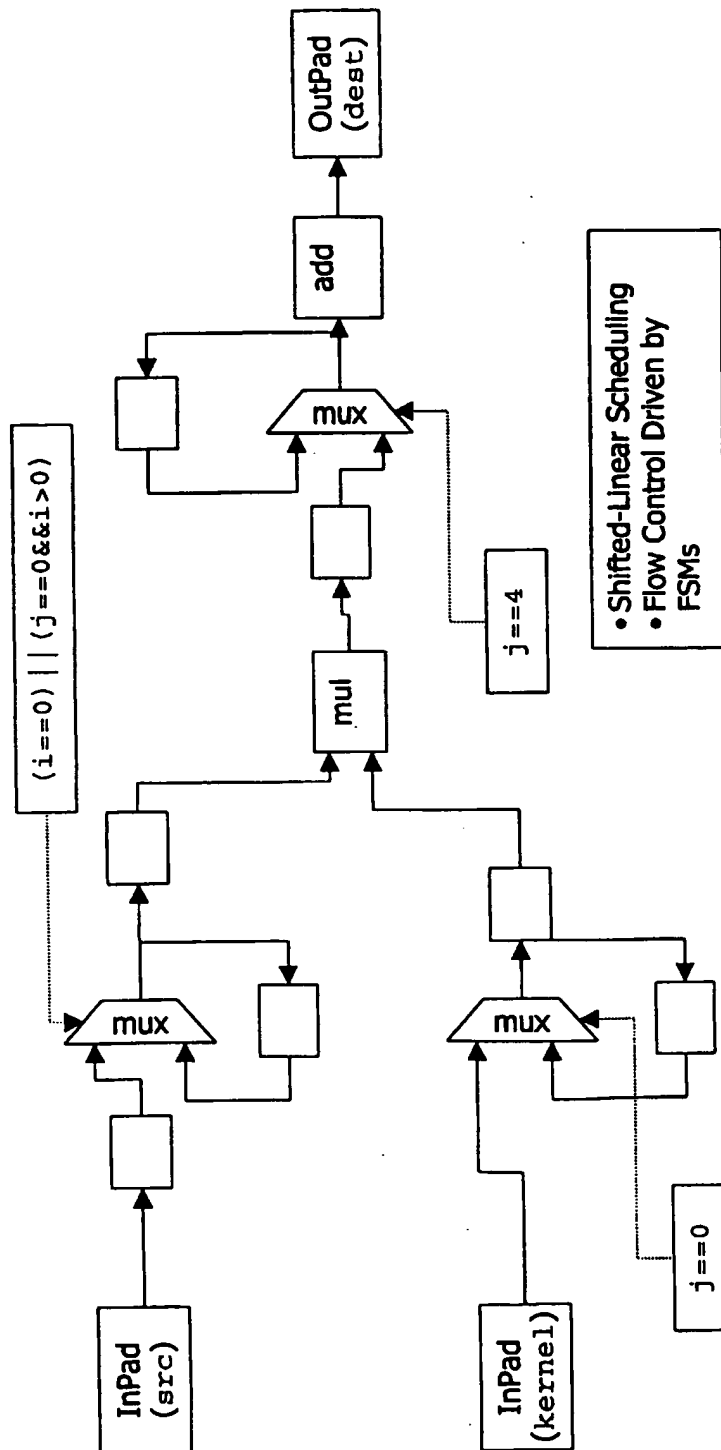 (i==0)||(j==0&&i>0)
InPad
(src)
mux
mul
mux
add
OutPad
(dest)
InPad
(kernel)
mux
j==0
j==4
• Shifted-Linear Scheduling
• Flow Control Driven by
FSMs